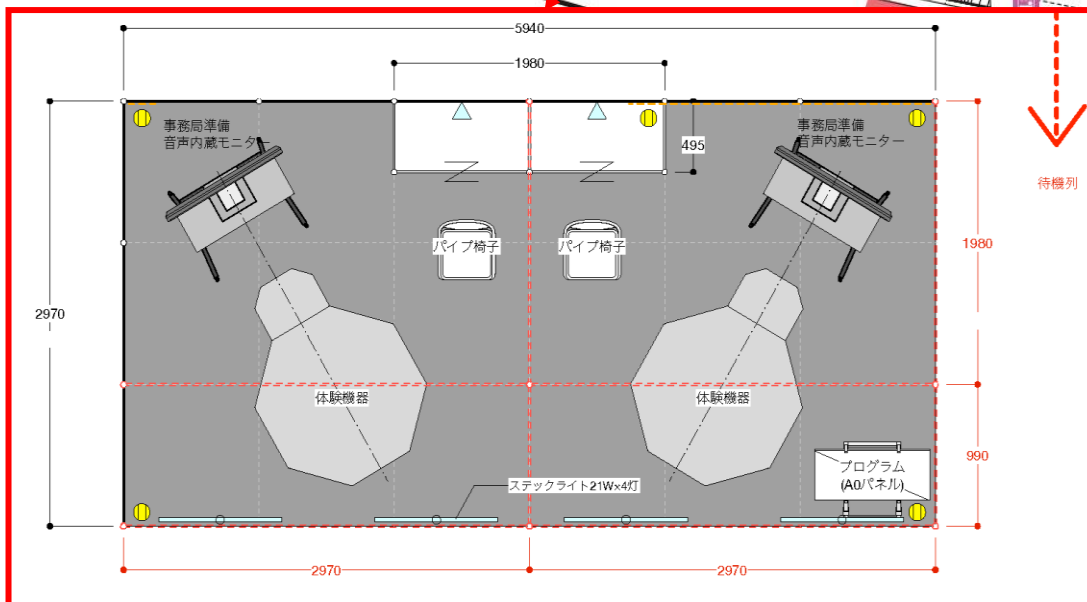 5940
1980
事務局準備
音声内蔵モニター
事務局準備
音声内蔵モニター
495
待機列
パイプ椅子
パイプ椅子
1980
2970
体験機器
体験機器
990
プログラム
(A0パネル)
ステックライト21W×4灯
2970
2970